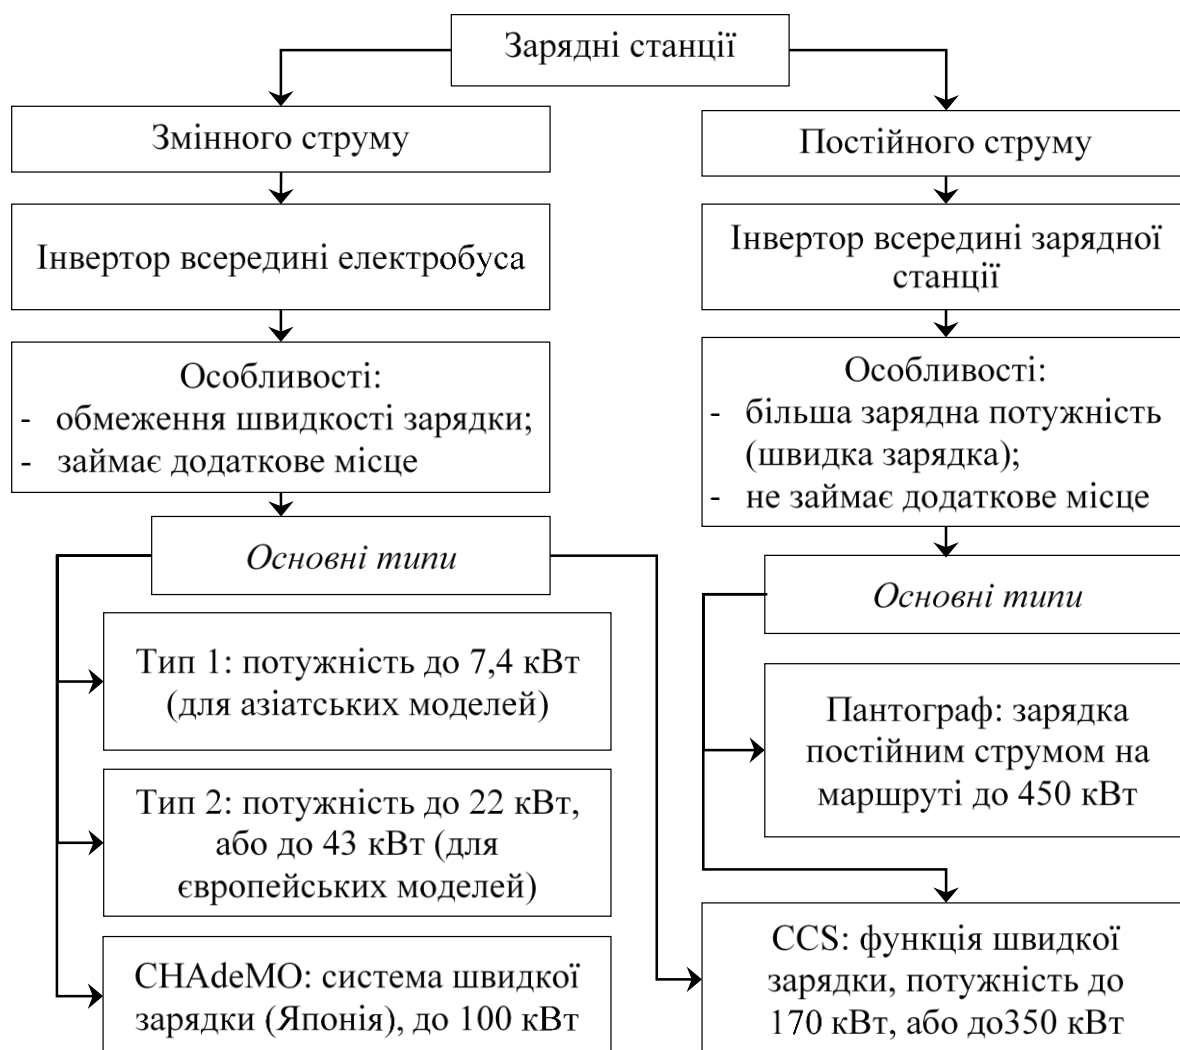 Зарядні станції
Змінного струму
Інвертор всередині електробуса
Особливості:
- обмеження швидкості зарядки;
- займає додаткове місце
Основні типи
Тип 1: потужність до 7,4 кВт
(для азіатських моделей)
Тип 2: потужність до 22 кВт,
або до 43 кВт (для
європейських моделей)
CHAdeMO: система швидкої
зарядки (Японія), до 100 кВт
Постійного струму
Інвертор всередині зарядної
станції
Особливості:
- більша зарядна потужність
(швидка зарядка);
- не займає додаткове місце
Основні типи
Пантограф: зарядка
постійним струмом на
маршруті до 450 кВт
CCS: функція швидкої
зарядки, потужність до
170 кВт, або до350 кВт